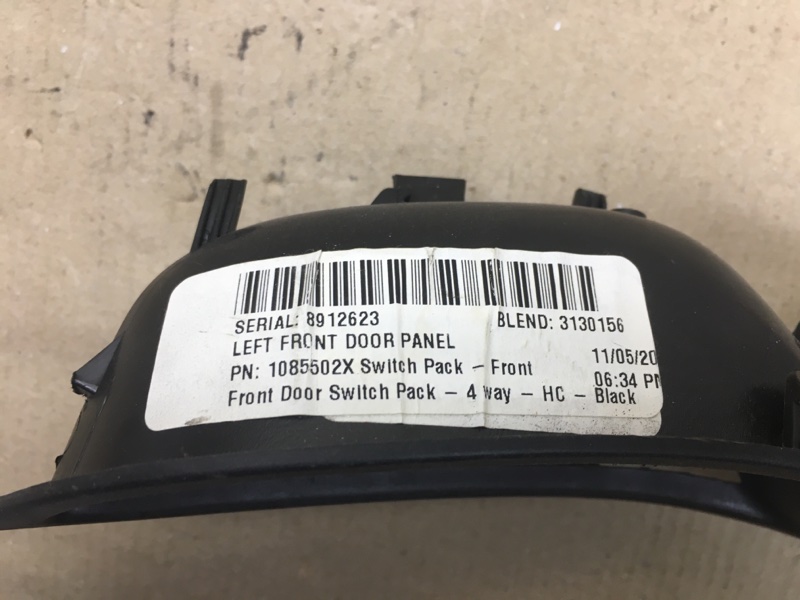 SERIAL: 8912623 BLEND: 3130156
LEFT FRONT DOOR PANEL
PN: 1085502X Switch Pack - Front 11/05/20
06:34 PM
Front Door Switch Pack - 4 way - HC - Black